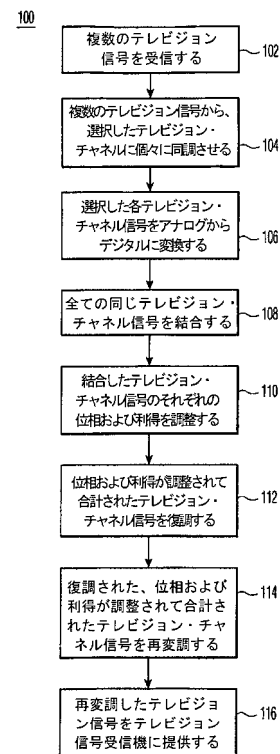 100
複数のテレビジョン
信号を受信する
102
複数のテレビジョン信号から、
選択したテレビジョン・
チャネルに個々に同調させる
104
選択した各テレビジョン・
チャネル信号をアナログから
デジタルに変換する
106
全ての同じテレビジョン・
チャネル信号を結合する
108
結合したテレビジョン・
チャネル信号のそれぞれの
位相および利得を調整する
110
位相および利得が調整されて
合計されたテレビジョン・
チャネル信号を復調する
112
復調された、位相および
利得が調整されて合計さ
れたテレビジョン・チャ
ネル信号を再変調する
114
再変調したテレビジョ
ン信号をテレビジョン
信号受信機に提供する
116